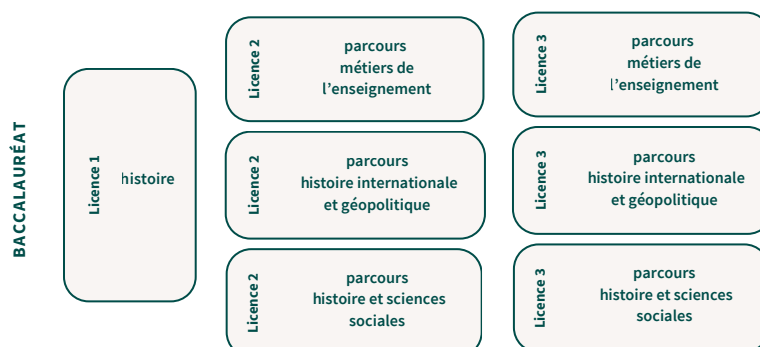 BACCALAURÉAT
Licence 1
histoire
Licence 2
parcours
métiers de
l'enseignement
Licence 2
parcours
histoire internationale
et géopolitique
Licence 2
parcours
histoire et sciences
sociales
Licence 3
parcours
métiers de
l'enseignement
Licence 3
parcours
histoire internationale
et géopolitique
Licence 3
parcours
histoire et sciences
sociales